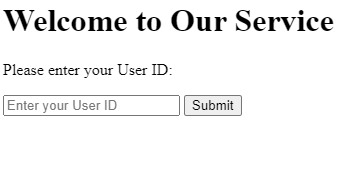 Welcome to Our Service
Please enter your User ID:
Enter your User ID Submit